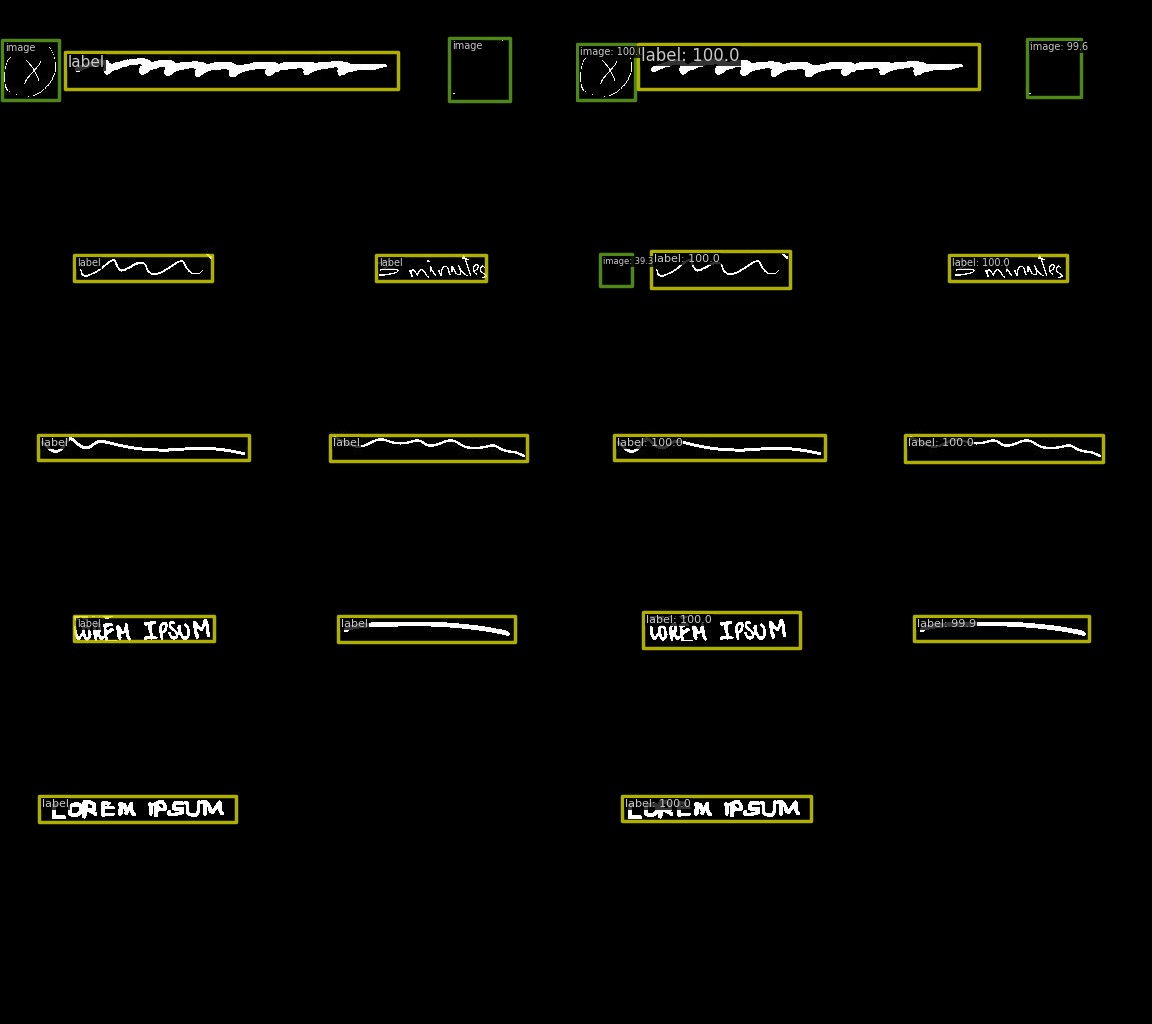 image label image image: 100.0 label: 100.0 image: 99.6
X X
label label image: 39.3 label: 100.0 label: 100.0
minutes minutes
label label label: 100.0 label: 100.0
label label label: 100.0 label: 99.9
LOREM IPSUM LOREM IPSUM
label label: 100.0
LOREM IPSUM LOREM IPSUM